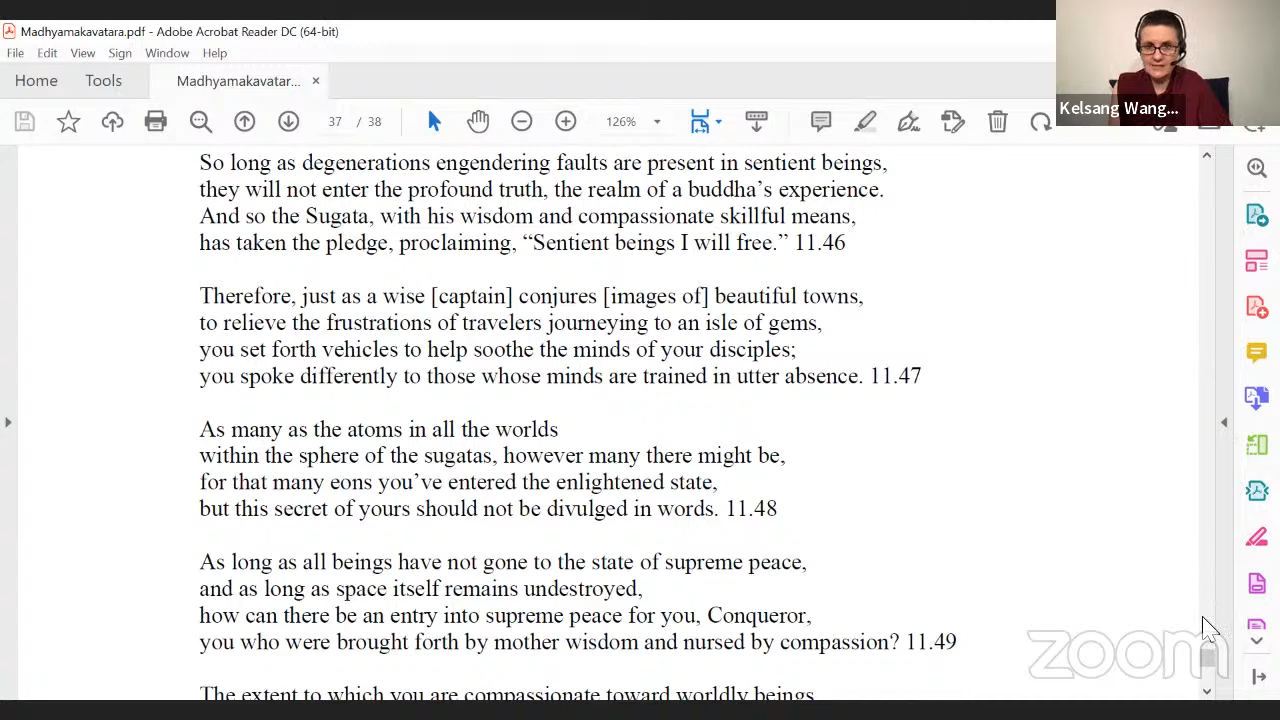 Madhyamakavatara.pdf - Adobe Acrobat Reader DC (64-bit)
File Edit View Sign Window Help
Home Tools Madhyamakavatar... ×
37 / 38 126%
Kelsang Wang...
So long as degenerations engendering faults are present in sentient beings,
they will not enter the profound truth, the realm of a buddha’s experience.
And so the Sugata, with his wisdom and compassionate skillful means,
has taken the pledge, proclaiming, “Sentient beings I will free.” 11.46
Therefore, just as a wise [captain] conjures [images of] beautiful towns,
to relieve the frustrations of travelers journeying to an isle of gems,
you set forth vehicles to help soothe the minds of your disciples;
you spoke differently to those whose minds are trained in utter absence. 11.47
As many as the atoms in all the worlds
within the sphere of the sugatas, however many there might be,
for that many eons you’ve entered the enlightened state,
but this secret of yours should not be divulged in words. 11.48
As long as all beings have not gone to the state of supreme peace,
and as long as space itself remains undestroyed,
how can there be an entry into supreme peace for you, Conqueror,
you who were brought forth by mother wisdom and nursed by compassion? 11.49
The extent to which you are compassionate toward worldly beings
zoom